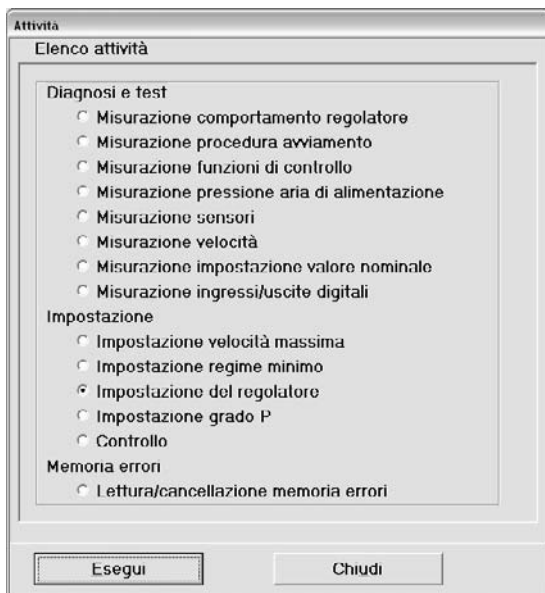 Attività
Elenco attività
Diagnosi e test
Misurazione comportamento regolatore
Misurazione procedura avviamento
Misurazione funzioni di controllo
Misurazione pressione aria di alimentazione
Misurazione sensori
Misurazione velocità
Misurazione impostazione valore nominale
Misurazione ingressi/uscite digitali
Impostazione
Impostazione velocità massima
Impostazione regime minimo
Impostazione del regolatore
Impostazione grado P
Controllo
Memoria errori
Lettura/cancellazione memoria errori
Esegui
Chiudi